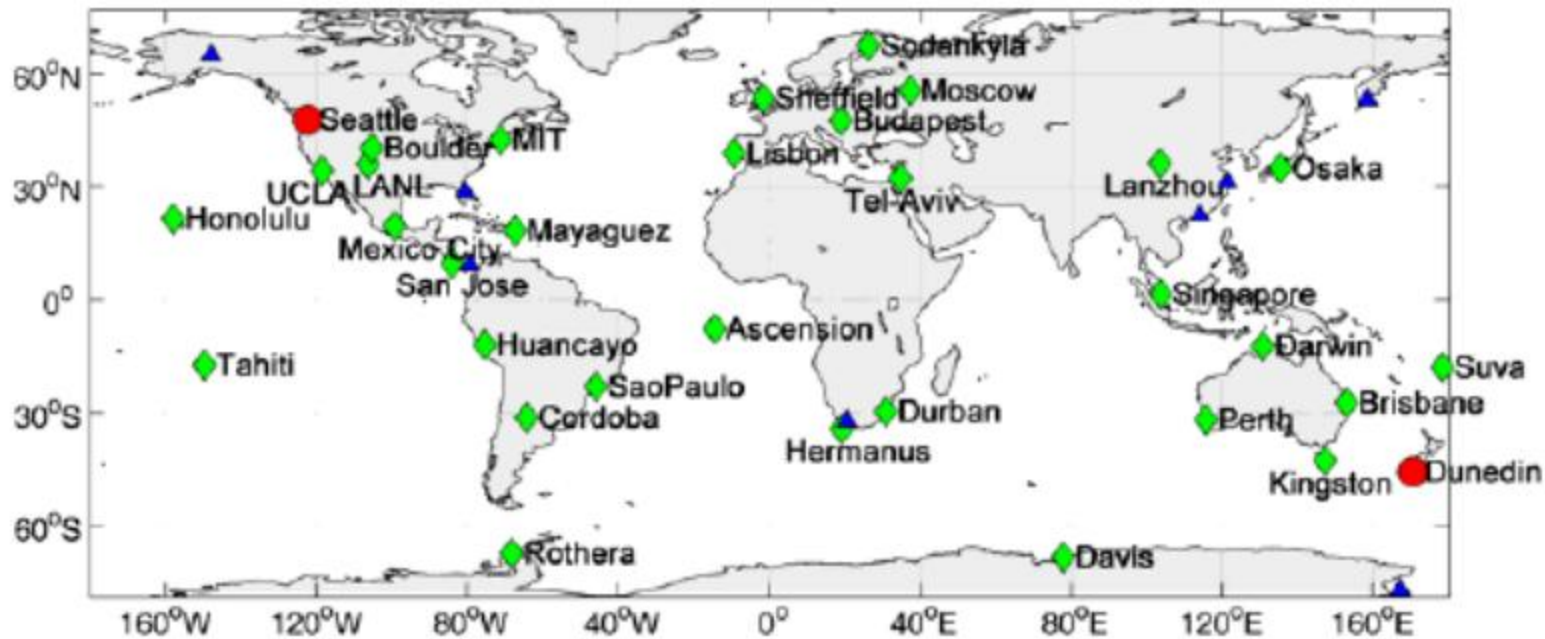 60°N
30°N
0°
30°S
60°S
Sodankyla
Sheffield
Moscow
Budapest
Seattle
MIT
Boulder
Lisbon
UCLA
LANL
Lanzhou
Osaka
Tel-Aviv
Honolulu
Mayaguez
Mexico City
San Jose
Singapore
Ascension
Huancayo
Darwin
Tahiti
Suva
SaoPaulo
Brisbane
Cordoba
Durban
Perth
Hermanus
Kingston
Dunedin
Rothera
Davis
160°W 120°W 80°W 40°W 0° 40°E 80°E 120°E 160°E